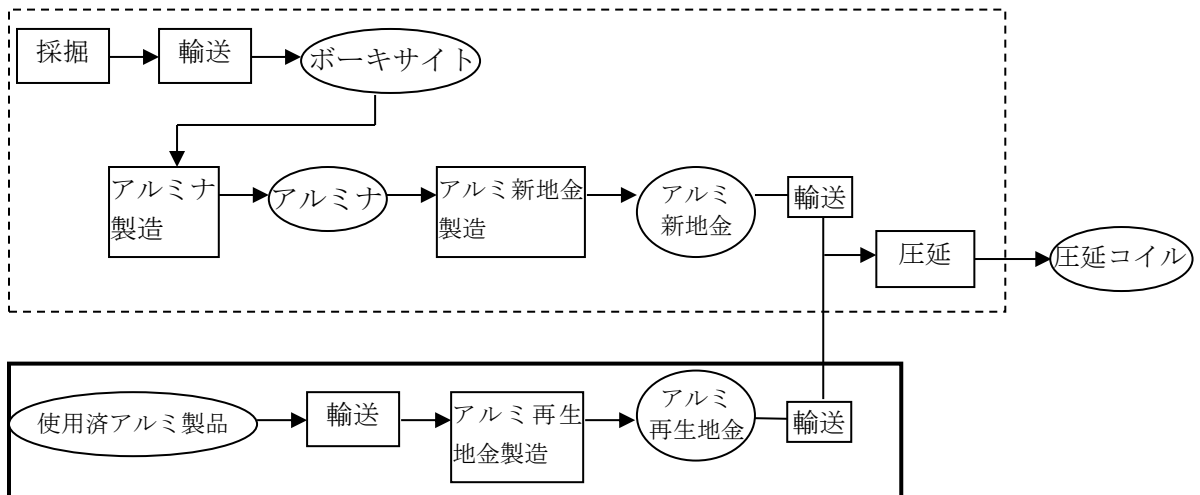 採掘
輸送
ボーキサイト
アルミナ
製造
アルミナ
アルミ新地金
製造
アルミ
新地金
輸送
圧延
圧延コイル
使用済アルミ製品
輸送
アルミ再生
地金製造
アルミ
再生地金
輸送